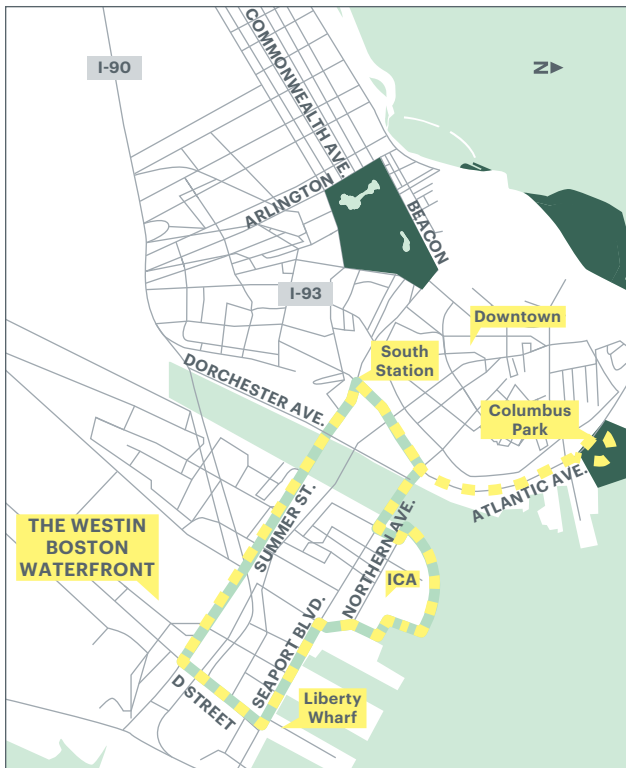 COMMONWEALTH AVE.
I-90
N
ARLINGTON
BEACON
I-93
Downtown
South
Station
DORCHESTER AVE.
Columbus
Park
ATLANTIC AVE.
THE WESTIN
BOSTON
WATERFRONT
SUMMER ST.
NORTHERN AVE.
ICA
SEAPORT BLVD.
D STREET
Liberty
Wharf